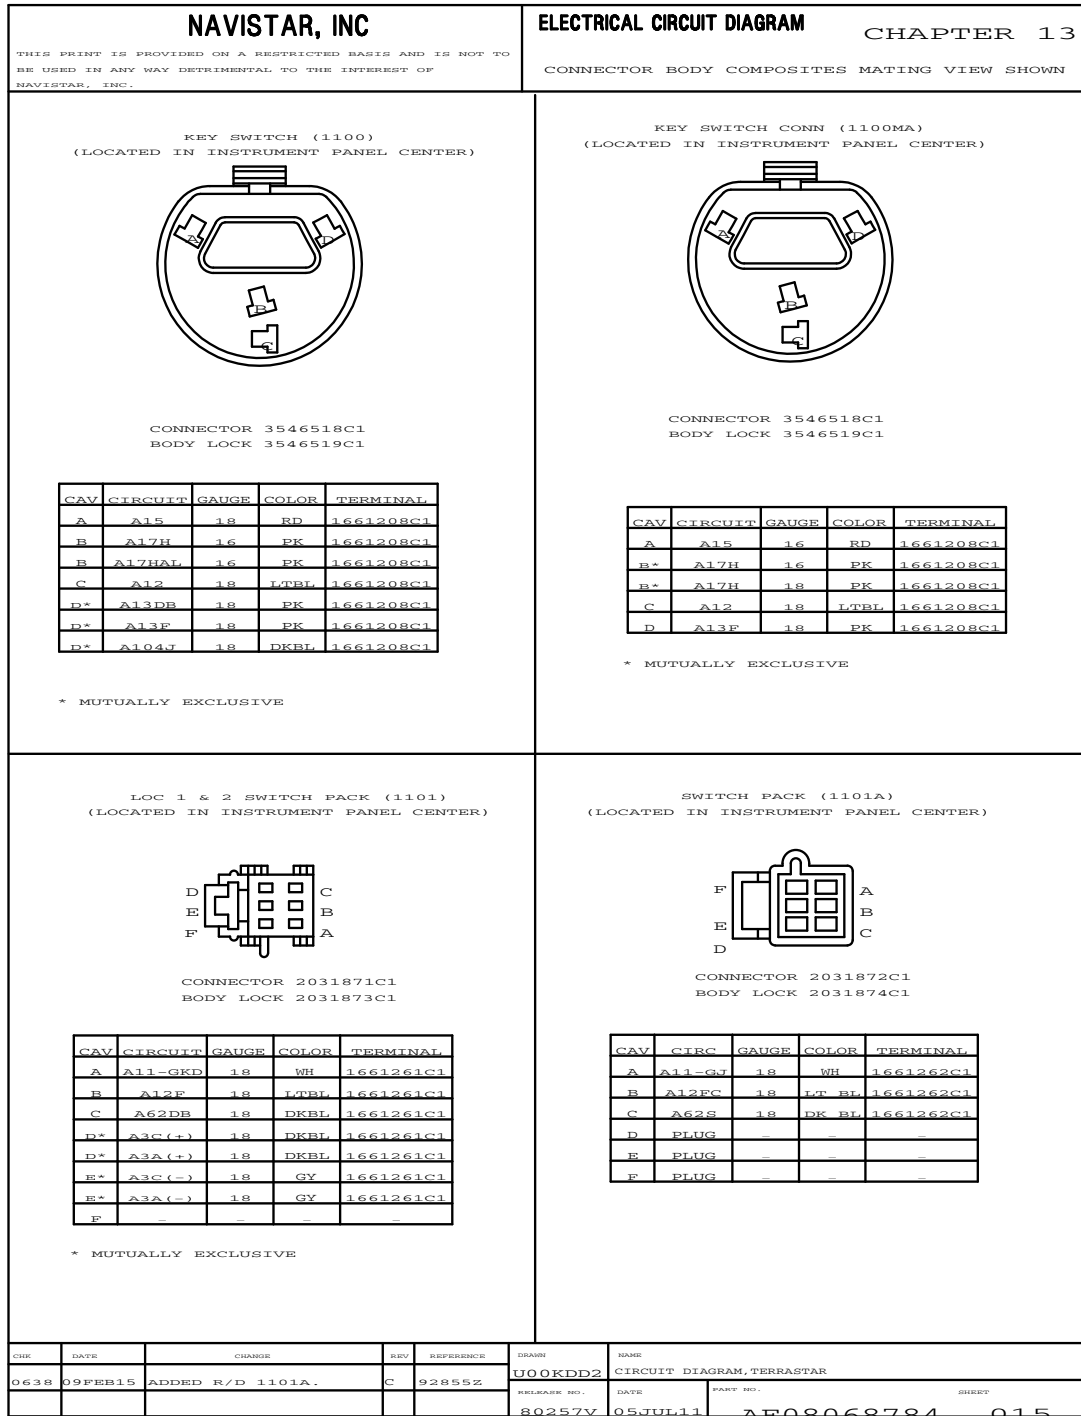 NAVISTAR, INC
THIS PRINT IS PROVIDED ON A RESTRICTED BASIS AND IS NOT TO
BE USED IN ANY WAY DETRIMENTAL TO THE INTEREST OF
NAVISTAR, INC.
ELECTRICAL CIRCUIT DIAGRAM
CHAPTER 13
CONNECTOR BODY COMPOSITES MATING VIEW SHOWN
KEY SWITCH (1100)
(LOCATED IN INSTRUMENT PANEL CENTER)
A
D
B
C
CONNECTOR 3546518C1
BODY LOCK 3546519C1
CAV CIRCUIT GAUGE COLOR TERMINAL
A A15 18 RD 1661208C1
B A17H 16 PK 1661208C1
B A17HAL 16 PK 1661208C1
C A12 18 LTBL 1661208C1
D* A13DB 18 PK 1661208C1
D* A13F 18 PK 1661208C1
D* A104J 18 DKBL 1661208C1
* MUTUALLY EXCLUSIVE
KEY SWITCH CONN (1100MA)
(LOCATED IN INSTRUMENT PANEL CENTER)
A
D
B
C
CONNECTOR 3546518C1
BODY LOCK 3546519C1
CAV CIRCUIT GAUGE COLOR TERMINAL
A A15 16 RD 1661208C1
B* A17H 16 PK 1661208C1
B* A17H 18 PK 1661208C1
C A12 18 LTBL 1661208C1
D A13F 18 PK 1661208C1
* MUTUALLY EXCLUSIVE
LOC 1 & 2 SWITCH PACK (1101)
(LOCATED IN INSTRUMENT PANEL CENTER)
D C
E B
F A
CONNECTOR 2031871C1
BODY LOCK 2031873C1
CAV CIRCUIT GAUGE COLOR TERMINAL
A A11-GKD 18 WH 1661261C1
B A12F 18 LTBL 1661261C1
C A62DB 18 DKBL 1661261C1
D* A3C(+) 18 DKBL 1661261C1
D* A3A(+) 18 DKBL 1661261C1
E* A3C(-) 18 GY 1661261C1
E* A3A(-) 18 GY 1661261C1
F - - - -
* MUTUALLY EXCLUSIVE
SWITCH PACK (1101A)
(LOCATED IN INSTRUMENT PANEL CENTER)
F A
B
E C
D
CONNECTOR 2031872C1
BODY LOCK 2031874C1
CAV CIRC GAUGE COLOR TERMINAL
A A11-GJ 18 WH 1661262C1
B A12FC 18 LT BL 1661262C1
C A62S 18 DK BL 1661262C1
D PLUG - - -
E PLUG - - -
F PLUG - - -
CHK DATE CHANGE REV REFERENCE
0638 09FEB15 ADDED R/D 1101A. C 92855Z
DRAWN NAME
U00KDD2 CIRCUIT DIAGRAM,TERRASTAR
RELEASE NO. DATE PART NO. SHEET
80257V 05JUL11 AF08068784 015